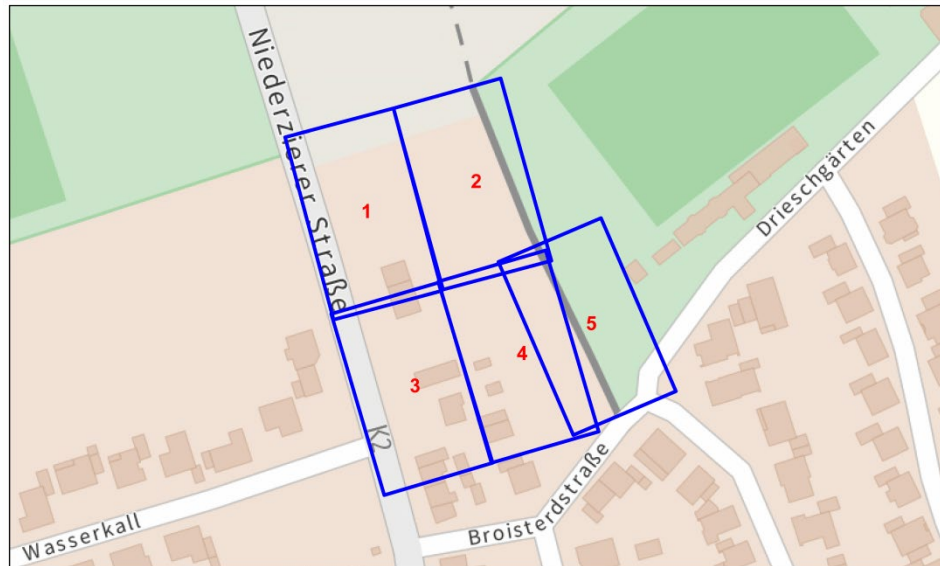 Niederzierer Straße
Drieschgärten
1
2
3
4
5
K2
Wasserkall
Broisterdstraße